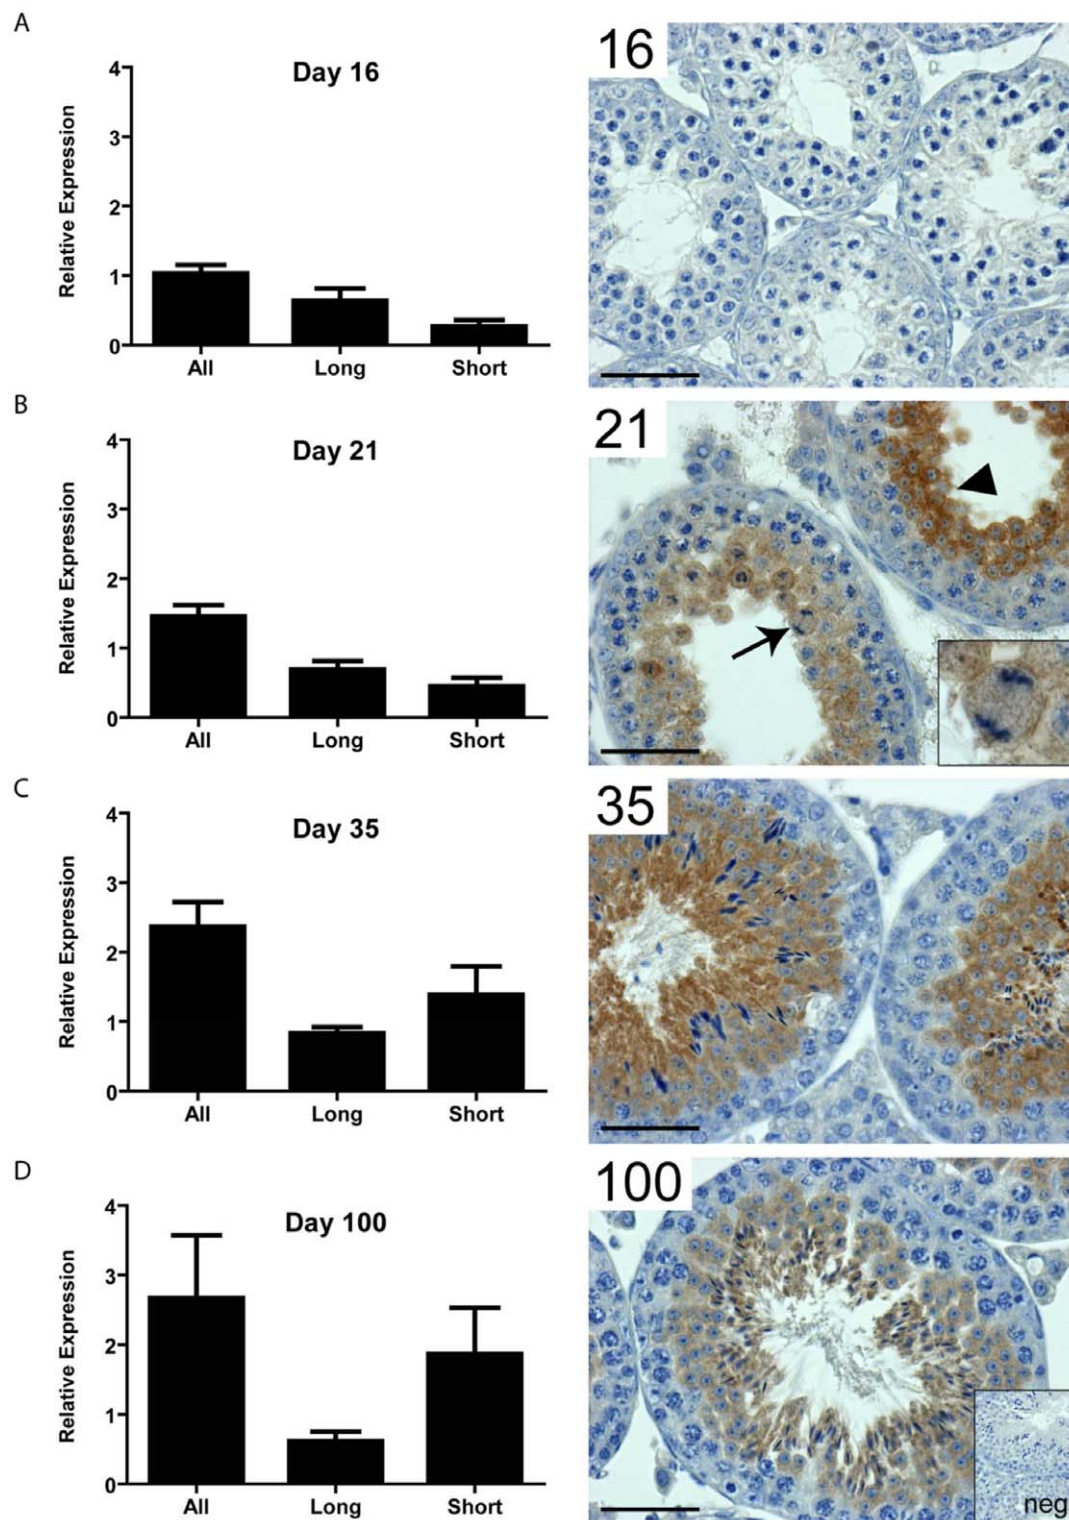 A
Day 16
16
4
3
2
1
0
Relative Expression
All Long Short
B
Day 21
21
4
3
2
1
0
Relative Expression
All Long Short
C
Day 35
35
4
3
2
1
0
Relative Expression
All Long Short
D
Day 100
100
4
3
2
1
0
Relative Expression
All Long Short
neg